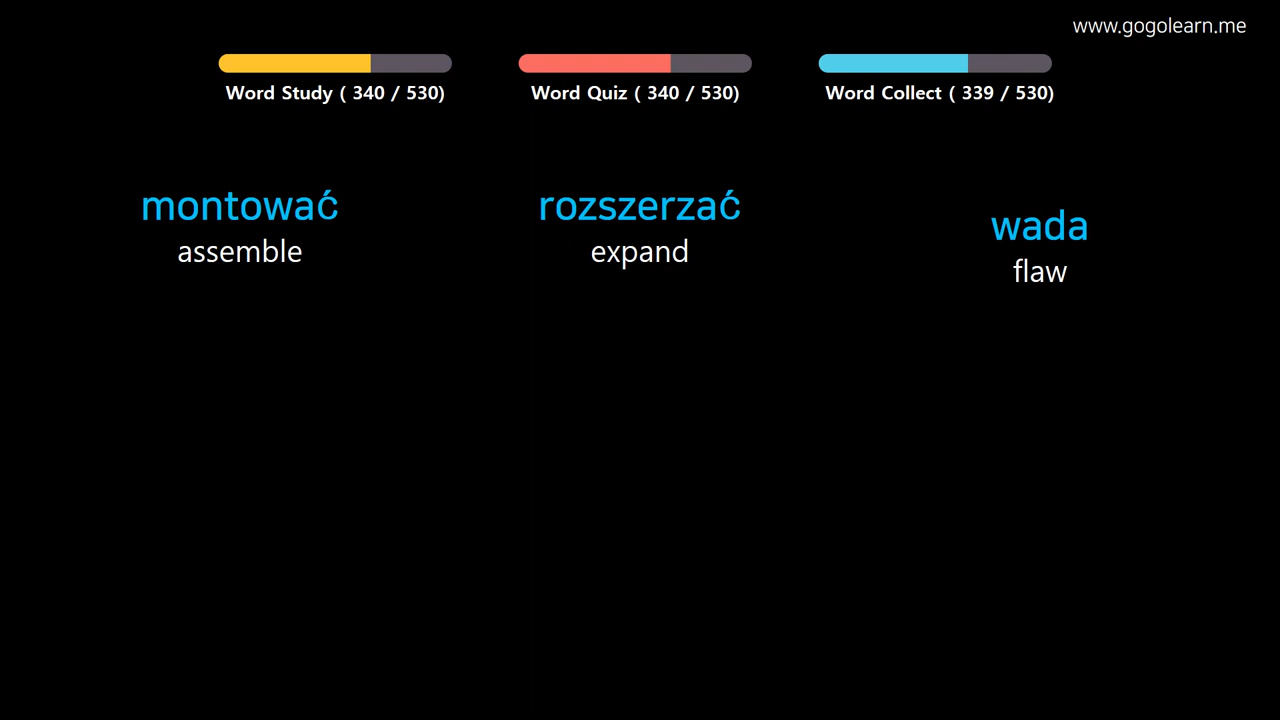 www.gogolearn.me
Word Study ( 340 / 530)
Word Quiz ( 340 / 530)
Word Collect ( 339 / 530)
montować
assemble
rozszerzać
expand
wada
flaw